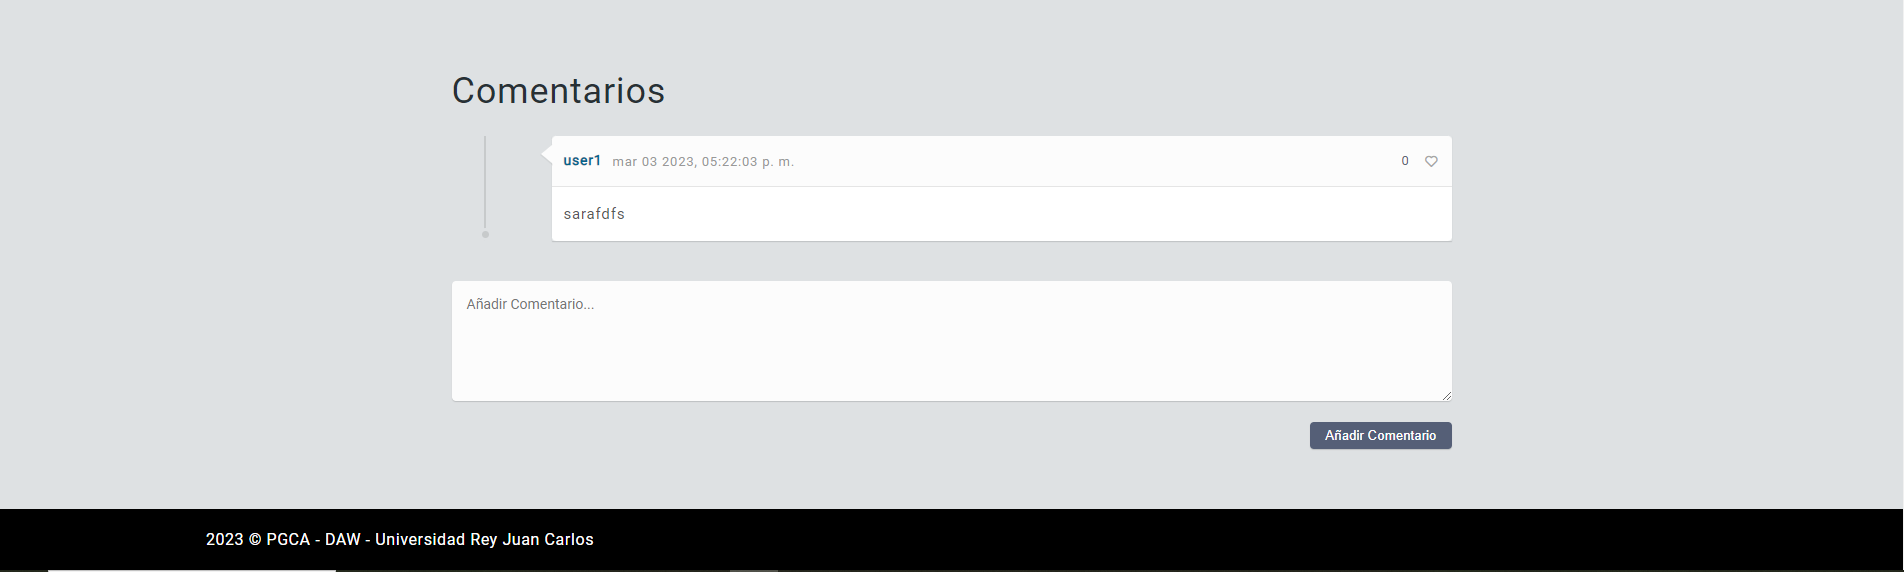 Comentarios
user1 mar 03 2023, 05:22:03 p. m. 0
sarafdfs
Añadir Comentario...
Añadir Comentario
2023 © PGCA - DAW - Universidad Rey Juan Carlos